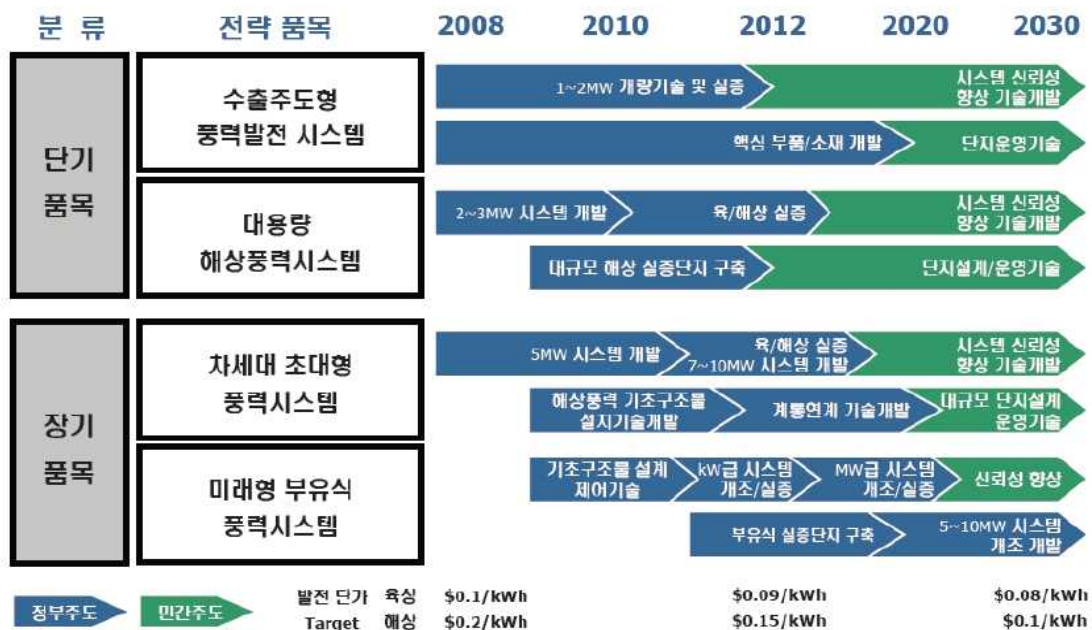 분 류 전략 품목 2008 2010 2012 2020 2030
단기
품목
수출주도형
풍력발전 시스템
1~2MW 개량기술 및 실증
시스템 신뢰성
향상 기술개발
핵심 부품/소재 개발
단지운영기술
대용량
해상풍력시스템
2~3MW 시스템 개발
육/해상 실증
시스템 신뢰성
향상 기술개발
대규모 해상 실증단지 구축
단지설계/운영기술
장기
품목
차세대 초대형
풍력시스템
5MW 시스템 개발
육/해상 실증
7~10MW 시스템 개발
시스템 신뢰성
향상 기술개발
해상풍력 기초구조물
설치기술개발
계통연계 기술개발
대규모 단지설계
운영기술
미래형 부유식
풍력시스템
기초구조물 설계
제어기술
kW급 시스템
개조/실증
MW급 시스템
개조/실증
신뢰성 향상
부유식 실증단지 구축
5~10MW 시스템
개조 개발
정부주도
민간주도
발전 단가 육상 $0.1/kWh $0.09/kWh $0.08/kWh
Target 해상 $0.2/kWh $0.15/kWh $0.1/kWh